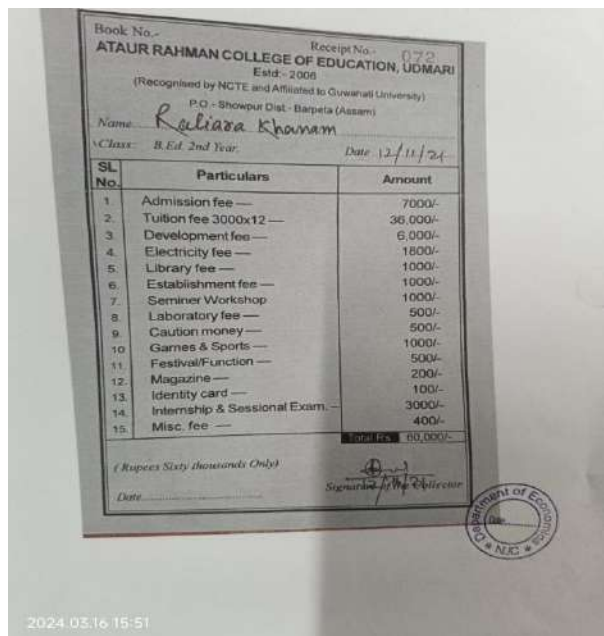 Book No.-
Receipt No.- 072
ATAUR RAHMAN COLLEGE OF EDUCATION, UDMARI
Estd:- 2006
(Recognised by NCTE and Affiliated to Guwahati University)
P.O - Showpur Dist - Barpeta (Assam)
Name Raliara Khanam
Class: B.Ed. 2nd Year. Date 12/11/21
SL No. Particulars Amount
1. Admission fee — 7000/-
2. Tuition fee 3000x12 — 36,000/-
3. Development fee — 6,000/-
4. Electricity fee — 1800/-
5. Library fee — 1000/-
6. Establishment fee — 1000/-
7. Seminer Workshop 1000/-
8. Laboratory fee — 500/-
9. Caution money — 500/-
10 Games & Sports — 1000/-
11. Festival/Function — 500/-
12. Magazine — 200/-
13. Identity card — 100/-
14. Internship & Sessional Exam. – 3000/-
15. Misc. fee — 400/-
Total Rs 60,000/-
( Rupees Sixty thousands Only)
Signature of the Collector
Date
Department of Economics
Date
* NJC *
2024.03.16 15:51